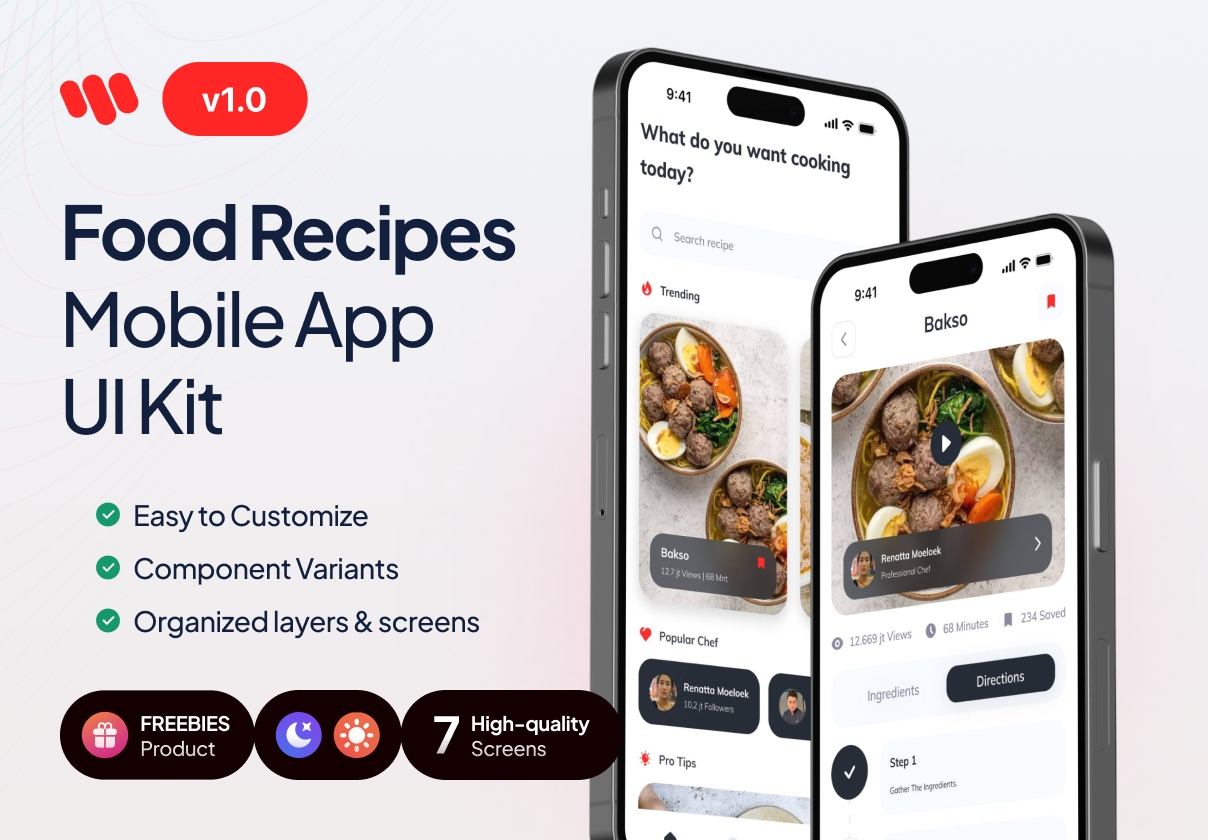 v1.0
Food Recipes
Mobile App
UI Kit
Easy to Customize
Component Variants
Organized layers & screens
FREEBIES
Product
7
High-quality
Screens
9:41
What do you want cooking
today?
Search recipe
Trending
Bakso
12.7 jt Views | 68 Mnt
Popular Chef
Renatta Moeloek
10,2 jt Followers
Pro Tips
9:41
Bakso
Renatta Moeloek
Professional Chef
12.669 jt Views
68 Minutes
234 Saved
Ingredients
Directions
Step 1
Gather The Ingredients.